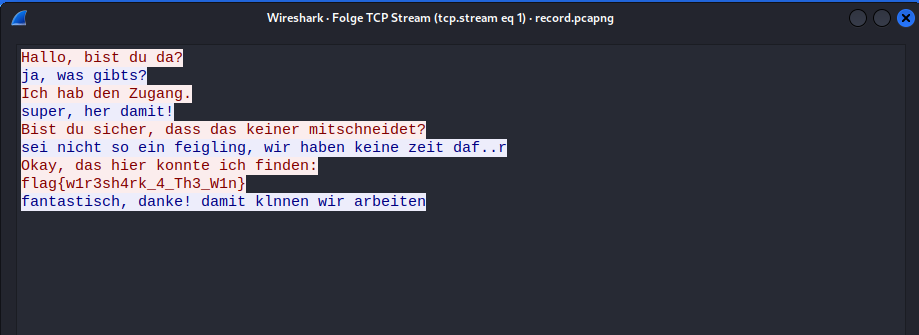 Wireshark · Folge TCP Stream (tcp.stream eq 1) · record.pcapng
Hallo, bist du da?
ja, was gibts?
Ich hab den Zugang.
super, her damit!
Bist du sicher, dass das keiner mitschneidet?
sei nicht so ein feigling, wir haben keine zeit daf..r
Okay, das hier konnte ich finden:
flag{w1r3sh4rk_4_Th3_W1n}
fantastisch, danke! damit klnnen wir arbeiten